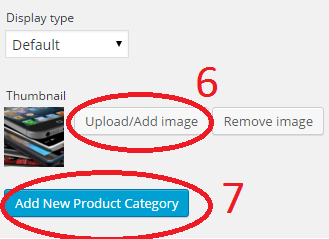 Display type
Default
6
Thumbnail
Upload/Add image Remove image
Add New Product Category 7